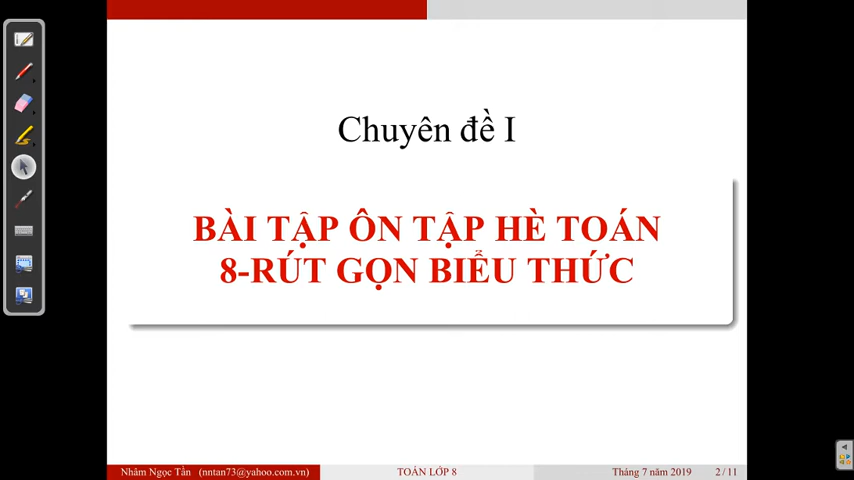 Chuyên đề I
BÀI TẬP ÔN TẬP HÈ TOÁN
8-RÚT GỌN BIỂU THỨC
Nhâm Ngọc Tần (nntan73@yahoo.com.vn)
TOÁN LỚP 8
Tháng 7 năm 2019
2 / 11